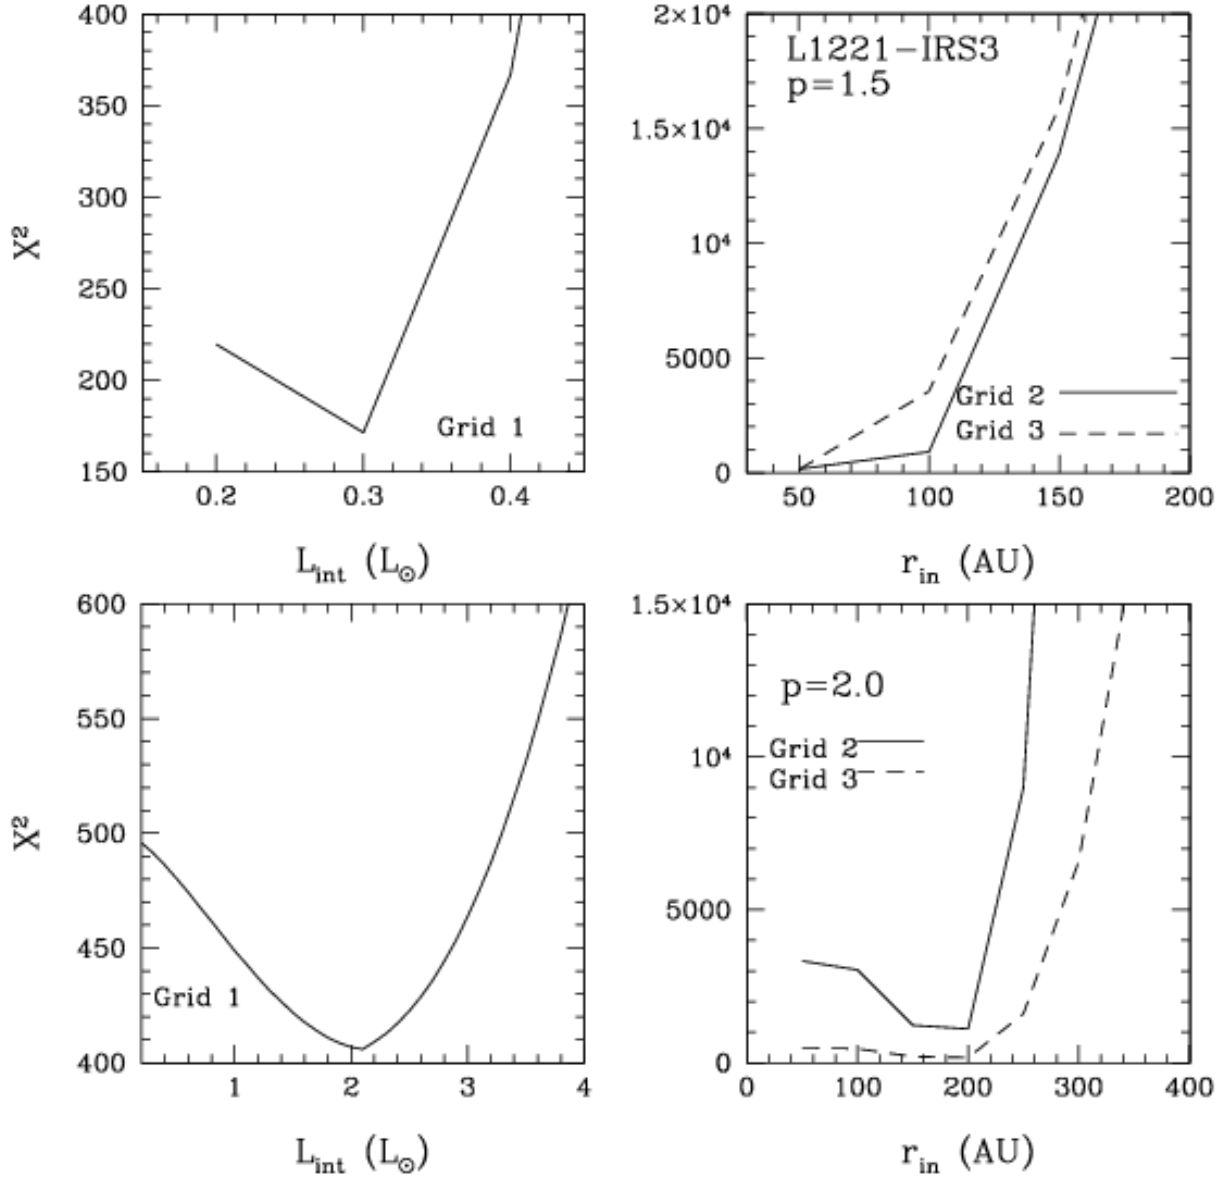 400
350
300
250
200
150
X²
0.2 0.3 0.4
L_int (L_⊙)
Grid 1
2×10⁴
1.5×10⁴
10⁴
5000
0
L1221−IRS3
p=1.5
Grid 2
Grid 3
50 100 150 200
r_in (AU)
600
550
500
450
400
X²
Grid 1
1 2 3 4
L_int (L_⊙)
1.5×10⁴
10⁴
5000
0
p=2.0
Grid 2
Grid 3
0 100 200 300 400
r_in (AU)